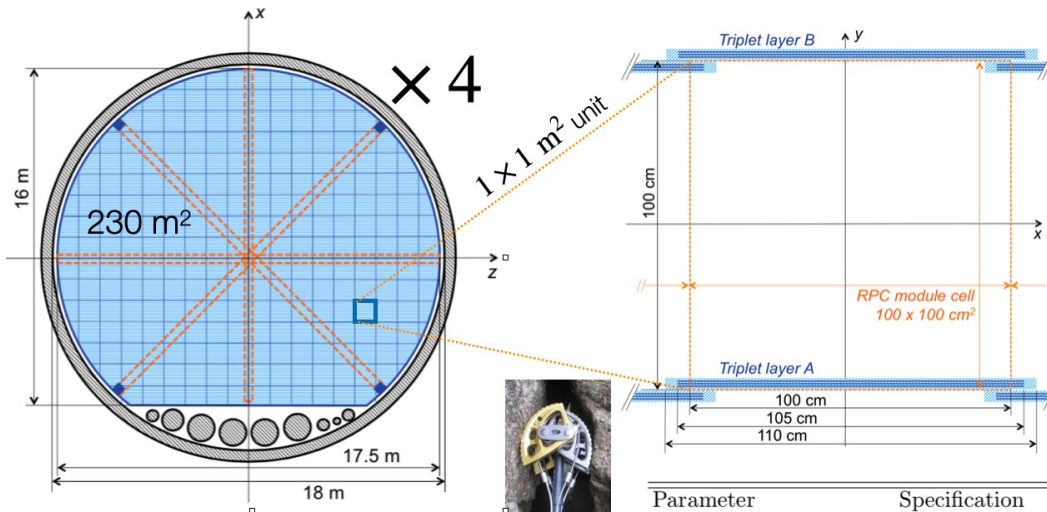 x
× 4
16 m
230 m²
z
17.5 m
18 m
1 × 1 m² unit
Triplet layer B
y
100 cm
x
RPC module cell
100 x 100 cm²
Triplet layer A
100 cm
105 cm
110 cm
Parameter Specification